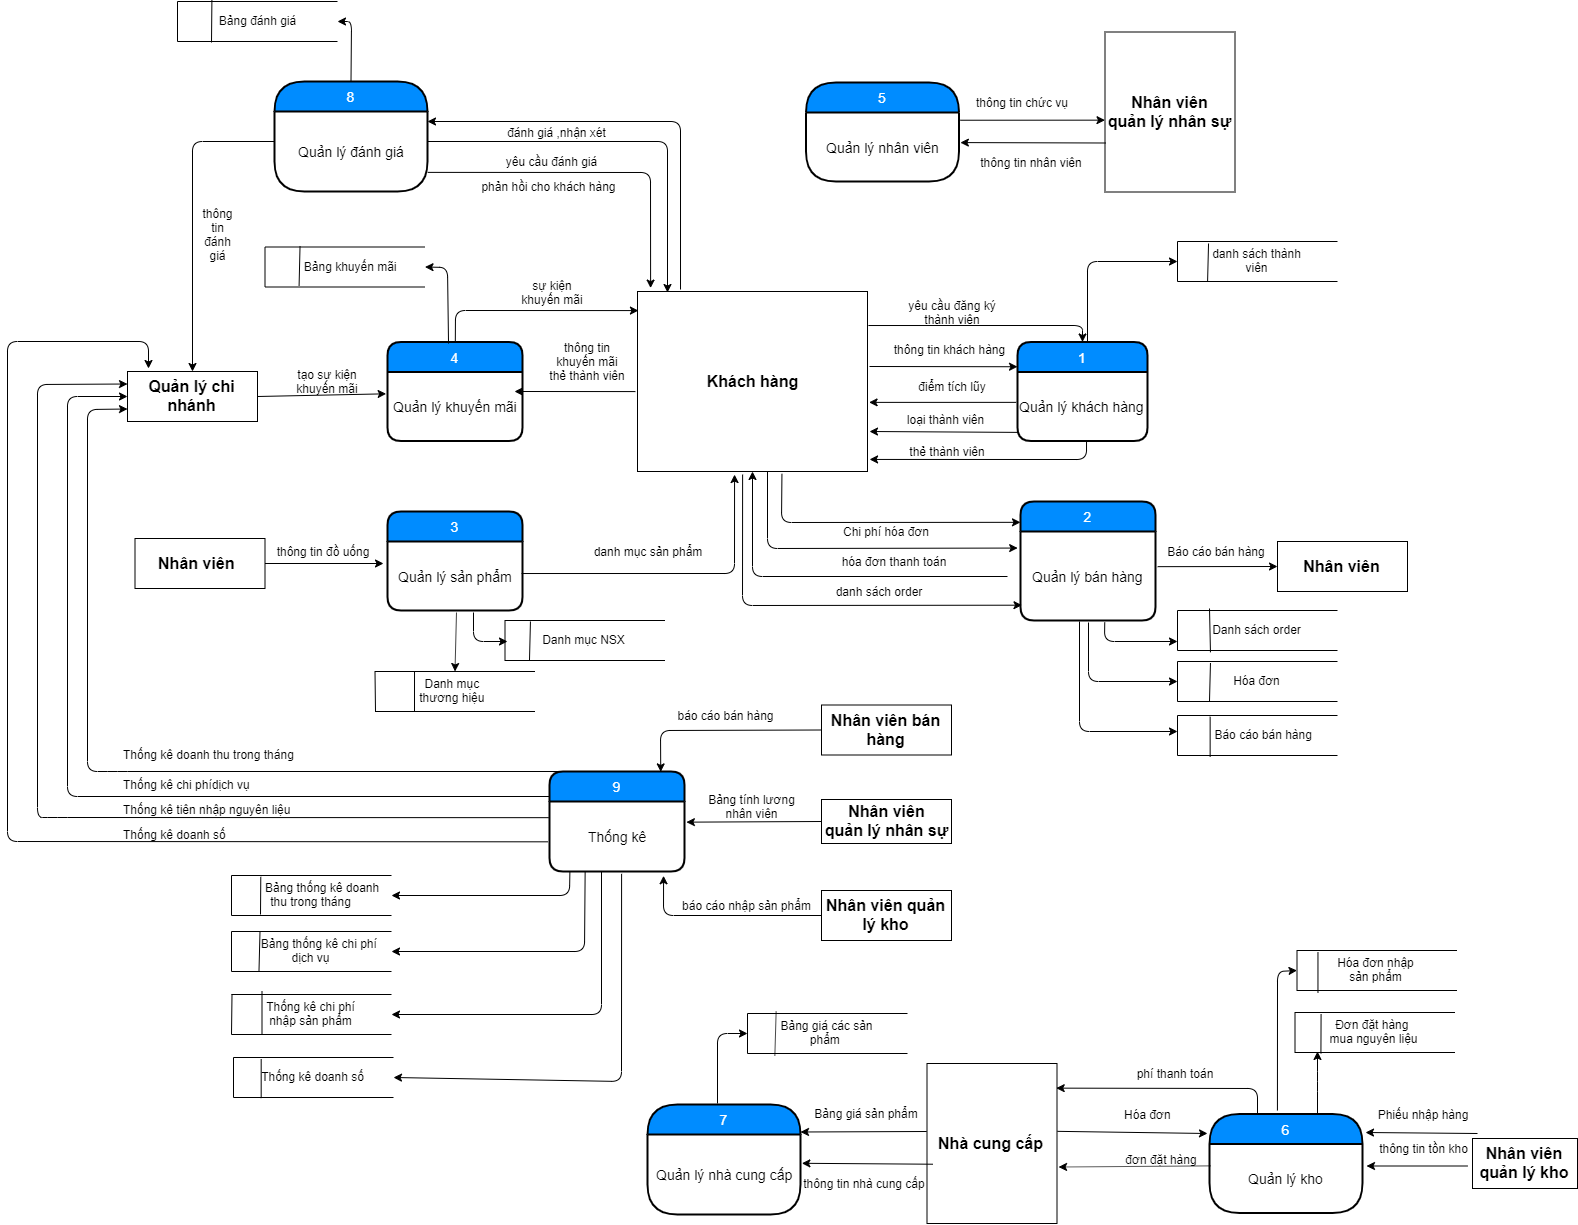 Bảng đánh giá
8
Quản lý đánh giá
đánh giá ,nhận xét
yêu cầu đánh giá
phản hồi cho khách hàng
5
Quản lý nhân viên
thông tin chức vụ
thông tin nhân viên
Nhân viên
quản lý nhân sự
thông
tin
đánh
giá
Bảng khuyến mãi
sự kiện
khuyến mãi
4
Quản lý khuyến mãi
thông tin
khuyến mãi
thẻ thành viên
Quản lý chi
nhánh
tạo sự kiện
khuyến mãi
Khách hàng
yêu cầu đăng ký
thành viên
thông tin khách hàng
điểm tích lũy
loại thành viên
thẻ thành viên
1
Quản lý khách hàng
danh sách thành
viên
Nhân viên
thông tin đồ uống
3
Quản lý sản phẩm
danh mục sản phẩm
Danh mục NSX
Danh mục
thương hiệu
Chi phí hóa đơn
hóa đơn thanh toán
danh sách order
2
Quản lý bán hàng
Báo cáo bán hàng
Nhân viên
Danh sách order
Hóa đơn
Báo cáo bán hàng
báo cáo bán hàng
Nhân viên bán
hàng
Thống kê doanh thu trong tháng
Thống kê chi phídịch vụ
Thống kê tiên nhập nguyên liệu
Thống kê doanh số
9
Thống kê
Bảng tính lương
nhân viên
Nhân viên
quản lý nhân sự
báo cáo nhập sản phẩm
Nhân viên quản
lý kho
Bảng thống kê doanh
thu trong tháng
Bảng thống kê chi phí
dịch vụ
Thống kê chi phí
nhập sản phẩm
Thống kê doanh số
Bảng giá các sản
phẩm
7
Quản lý nhà cung cấp
Bảng giá sản phẩm
thông tin nhà cung cấp
Nhà cung cấp
phí thanh toán
Hóa đơn
đơn đặt hàng
Hóa đơn nhập
sản phẩm
Đơn đặt hàng
mua nguyên liệu
6
Quản lý kho
Phiếu nhập hàng
thông tin tồn kho
Nhân viên
quản lý kho